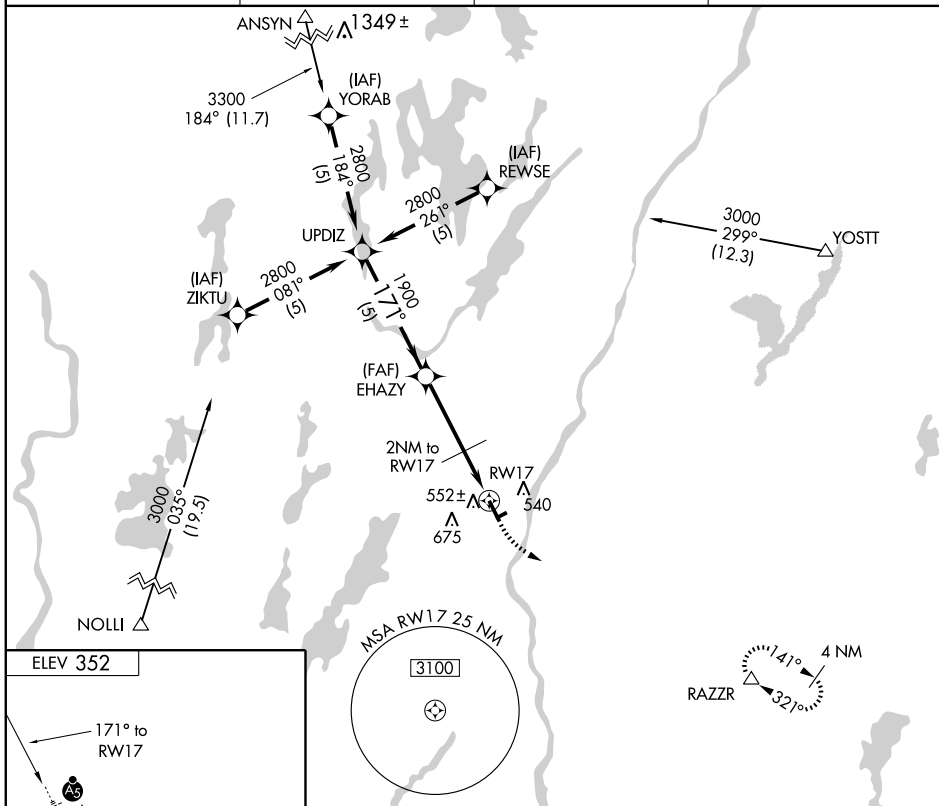 ANSYN
1349 ±
(IAF)
YORAB
3300
184° (11.7)
2800
184°
(5)
(IAF)
REWSE
2800
261°
(5)
3000
299°
(12.3)
YOSTT
UPDIZ
(IAF)
ZIKTU
2800
081°
(5)
1900
171°
(5)
(FAF)
EHAZY
2NM to
RW17
RW17
552 ±
540
675
3000
035°
(19.5)
NOLLI
MSA RW17 25 NM
3100
141°
4 NM
RAZZR
321°
ELEV 352
171° to
RW17
A5